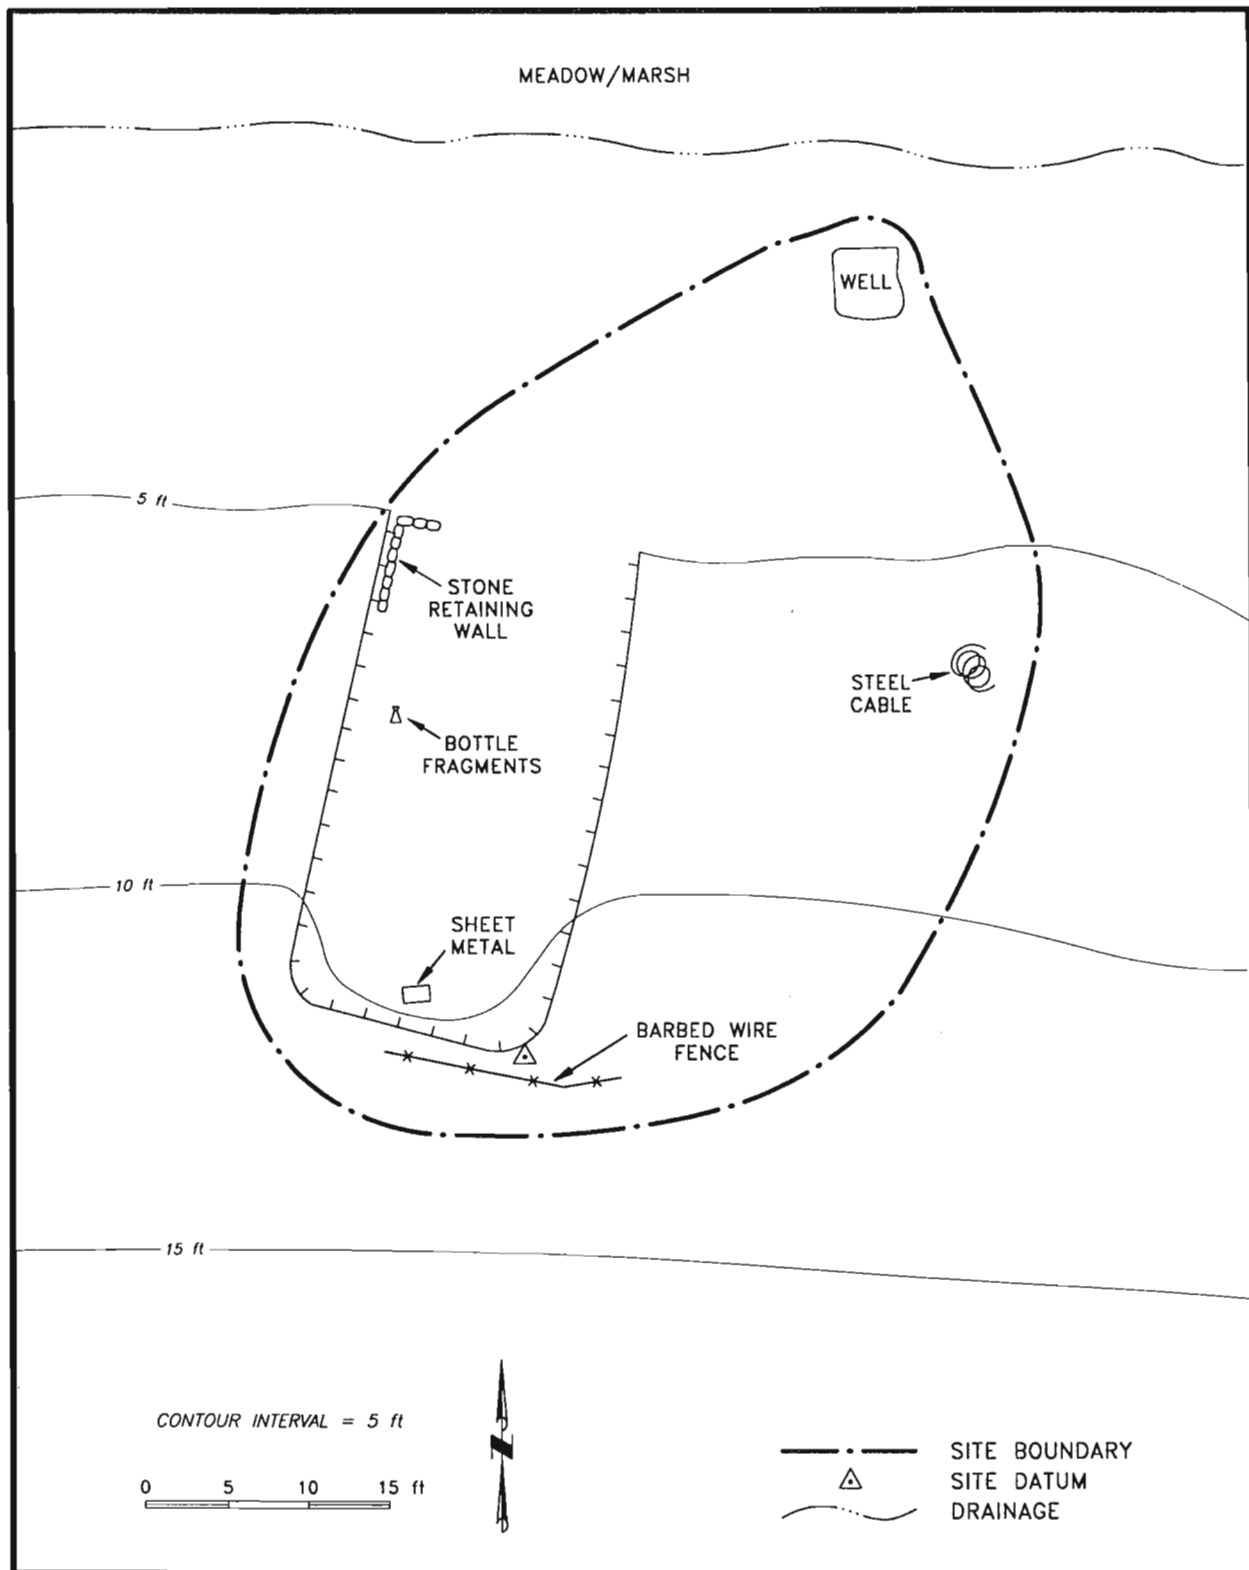 MEADOW/MARSH
WELL
5 ft
STONE
RETAINING
WALL
STEEL
CABLE
BOTTLE
FRAGMENTS
10 ft
SHEET
METAL
BARBED WIRE
FENCE
15 ft
CONTOUR INTERVAL = 5 ft
0 5 10 15 ft
N
SITE BOUNDARY
SITE DATUM
DRAINAGE